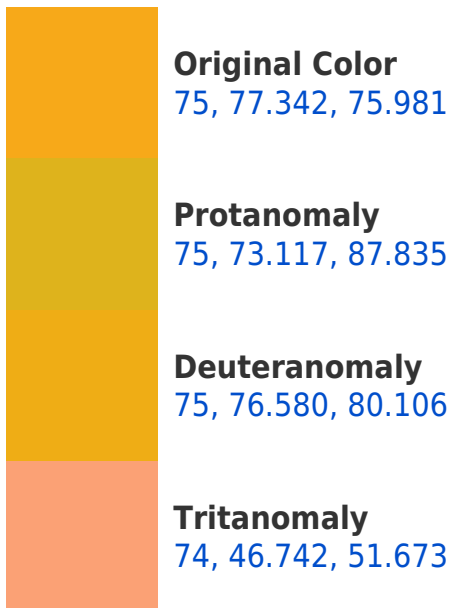 Original Color
75, 77.342, 75.981
Protanomaly
75, 73.117, 87.835
Deuteranomaly
75, 76.580, 80.106
Tritanomaly
74, 46.742, 51.673